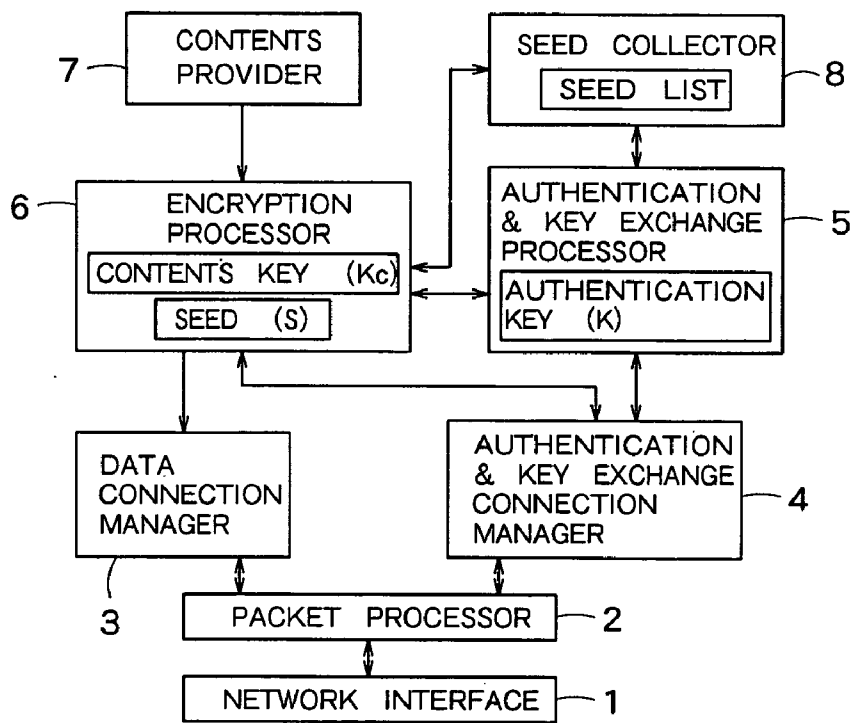 CONTENTS
PROVIDER
7
SEED COLLECTOR
SEED LIST
8
6
ENCRYPTION
PROCESSOR
CONTENTS KEY (Kc)
SEED (S)
AUTHENTICATION
& KEY EXCHANGE
PROCESSOR
AUTHENTICATION
KEY (K)
5
DATA
CONNECTION
MANAGER
3
AUTHENTICATION
& KEY EXCHANGE
CONNECTION
MANAGER
4
PACKET PROCESSOR
2
NETWORK INTERFACE
1